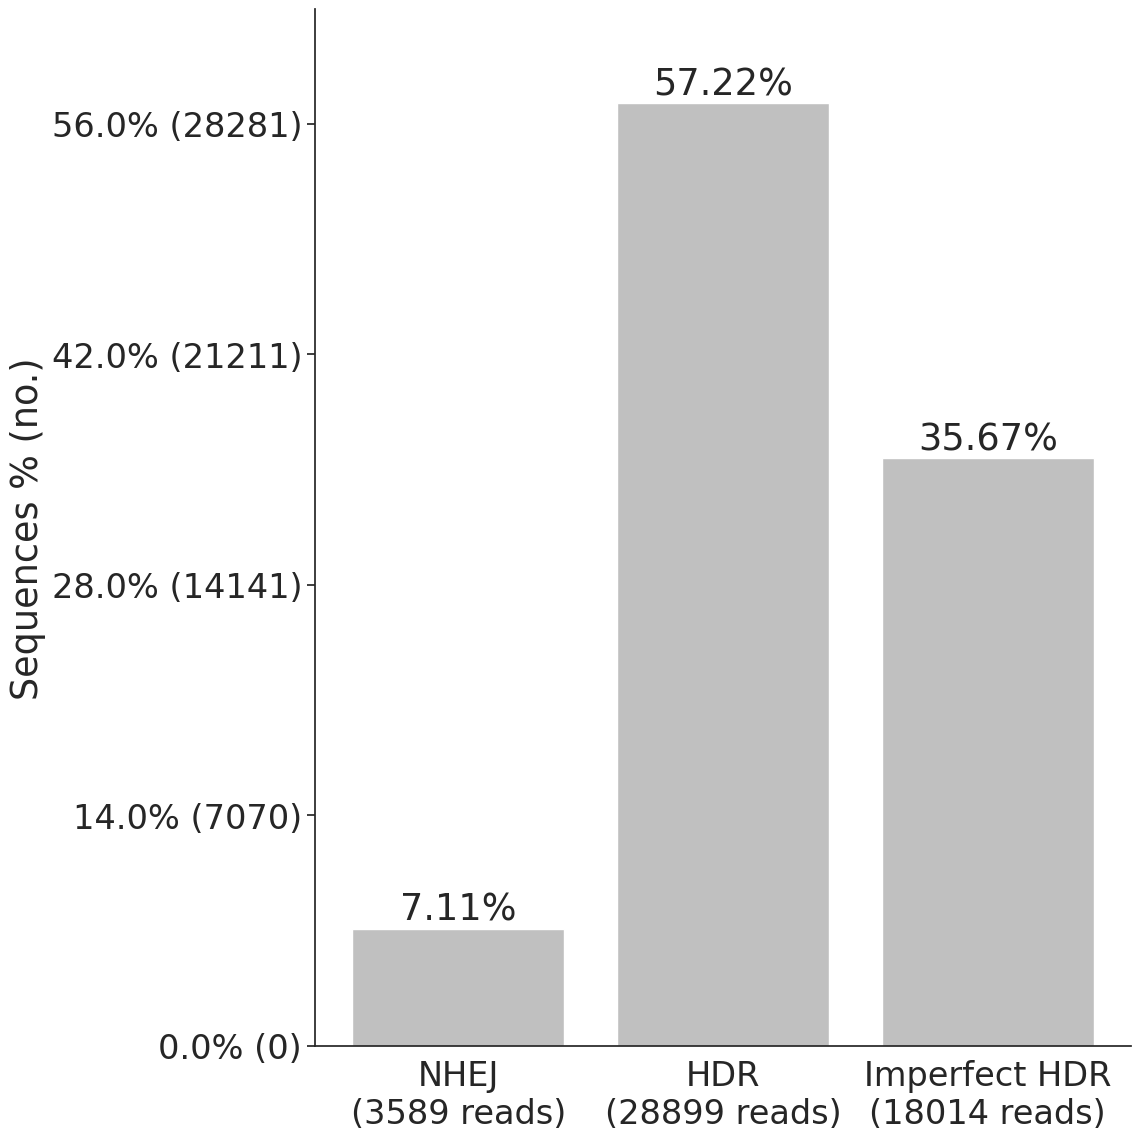 Sequences % (no.)
56.0% (28281)
42.0% (21211)
28.0% (14141)
14.0% (7070)
0.0% (0)
7.11%
57.22%
35.67%
NHEJ
(3589 reads)
HDR
(28899 reads)
Imperfect HDR
(18014 reads)